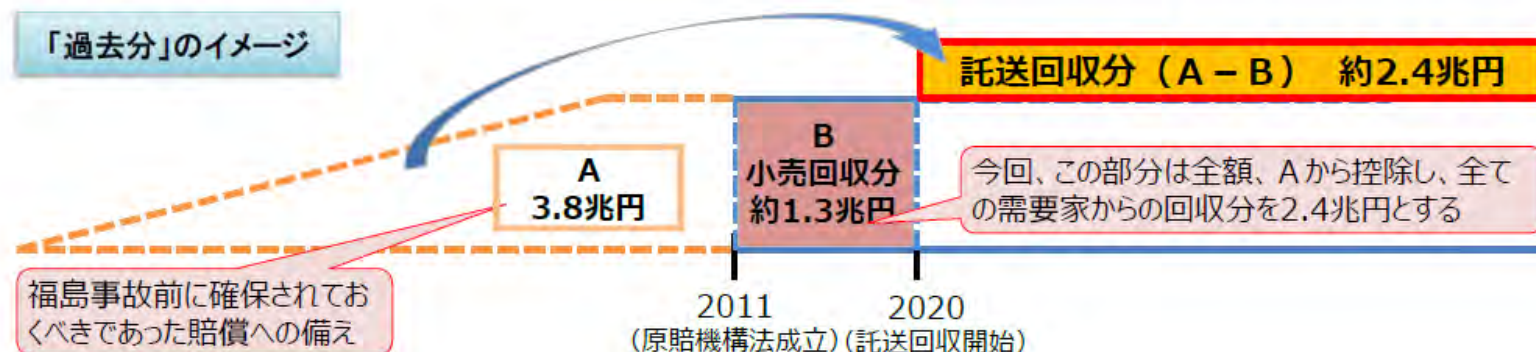 「過去分」のイメージ
託送回収分（A－B） 約2.4兆円
A
3.8兆円
B
小売回収分
約1.3兆円
今回、この部分は全額、Aから控除し、全て
の需要家からの回収分を2.4兆円とする
福島事故前に確保されてお
くべきであった賠償への備え
2011
（原賠機構法成立）
2020
（託送回収開始）